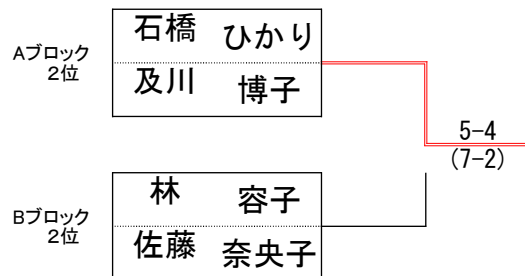 石橋 ひかり
Aブロック
2位
及川 博子
5-4
(7-2)
林 容子
Bブロック
2位
佐藤 奈央子